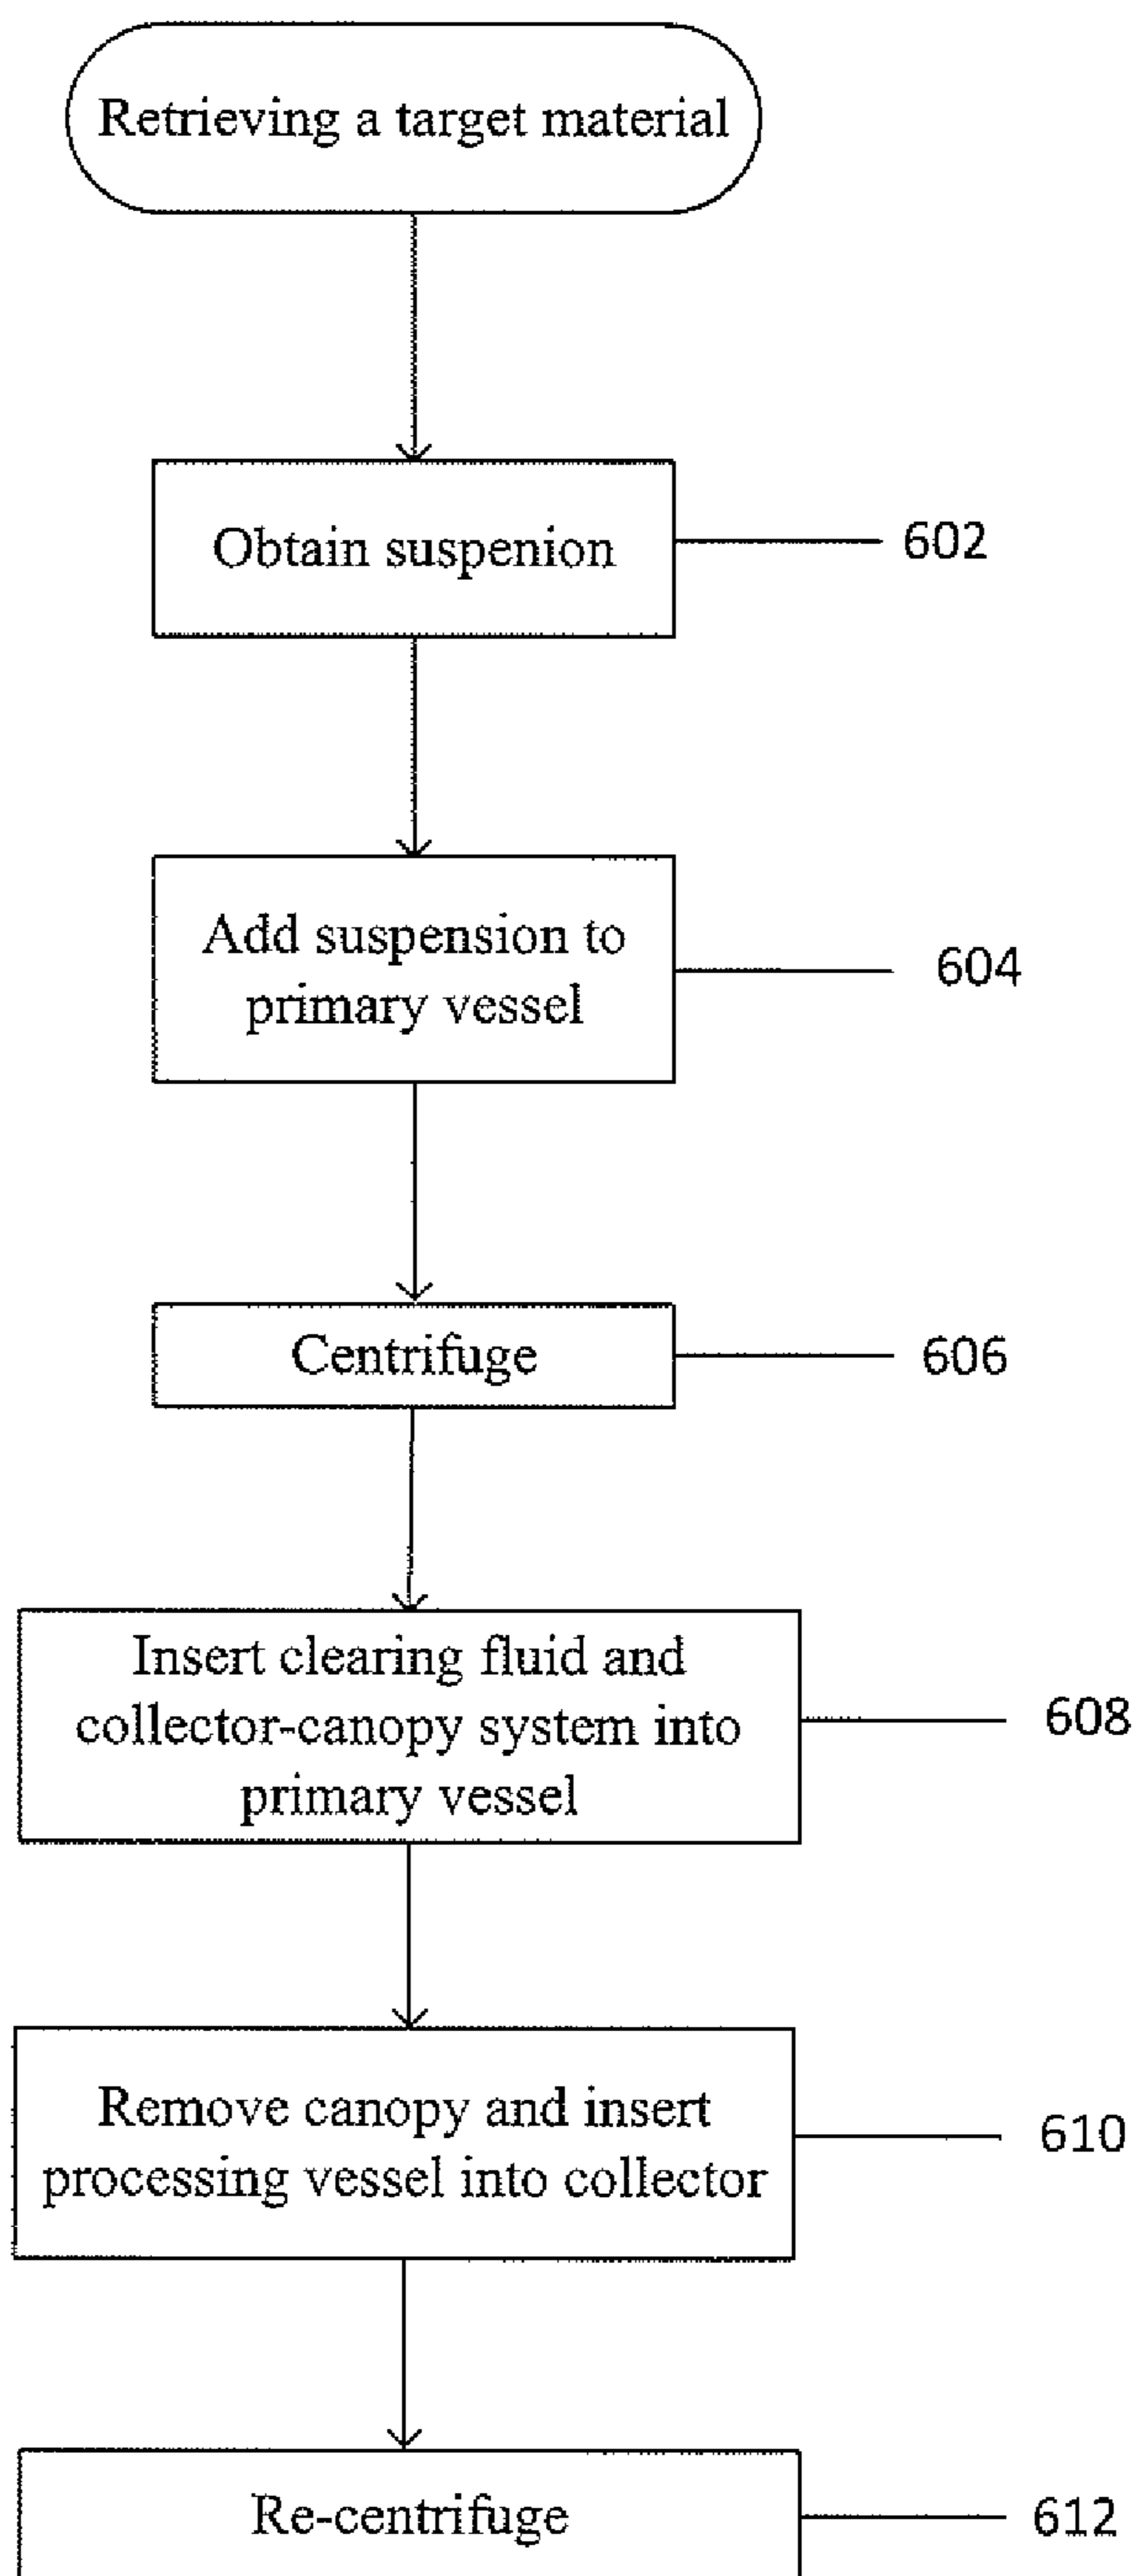 Retrieving a target material
Obtain suspenion
602
Add suspension to
primary vessel
604
Centrifuge
606
Insert clearing fluid and
collector-canopy system into
primary vessel
608
Remove canopy and insert
processing vessel into collector
610
Re-centrifuge
612